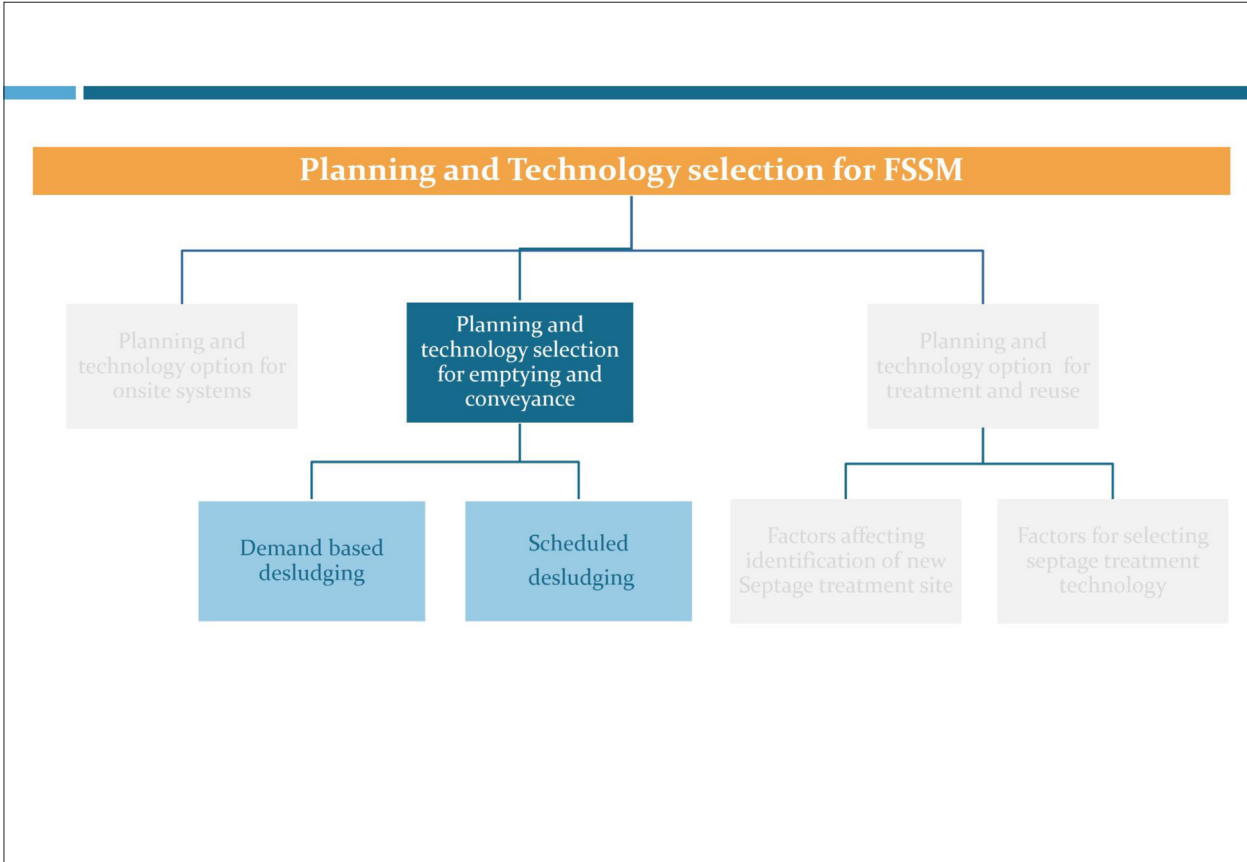 Planning and Technology selection for FSSM
Planning and
technology option for
onsite systems
Planning and
technology selection
for emptying and
conveyance
Planning and
technology option for
treatment and reuse
Demand based
desludging
Scheduled
desludging
Factors affecting
identification of new
Septage treatment site
Factors for selecting
septage treatment
technology